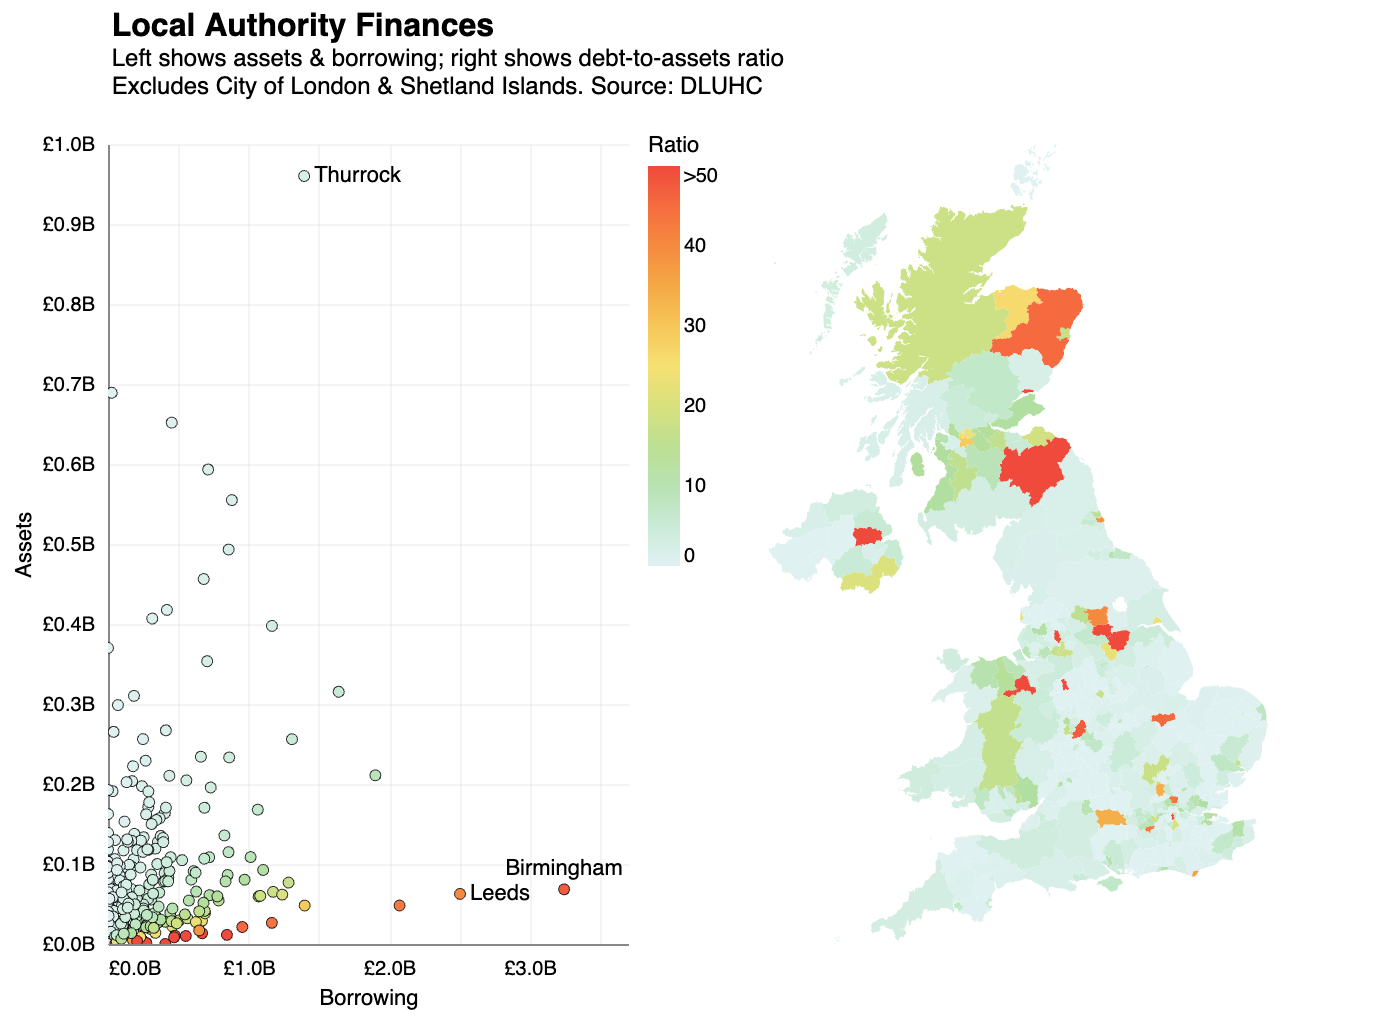 Local Authority Finances
Left shows assets & borrowing; right shows debt-to-assets ratio
Excludes City of London & Shetland Islands. Source: DLUHC
£1.0B
£0.9B
£0.8B
£0.7B
£0.6B
£0.5B
£0.4B
£0.3B
£0.2B
£0.1B
£0.0B
Assets
Thurrock
Birmingham
Leeds
£0.0B
£1.0B
£2.0B
£3.0B
Borrowing
Ratio
>50
40
30
20
10
0